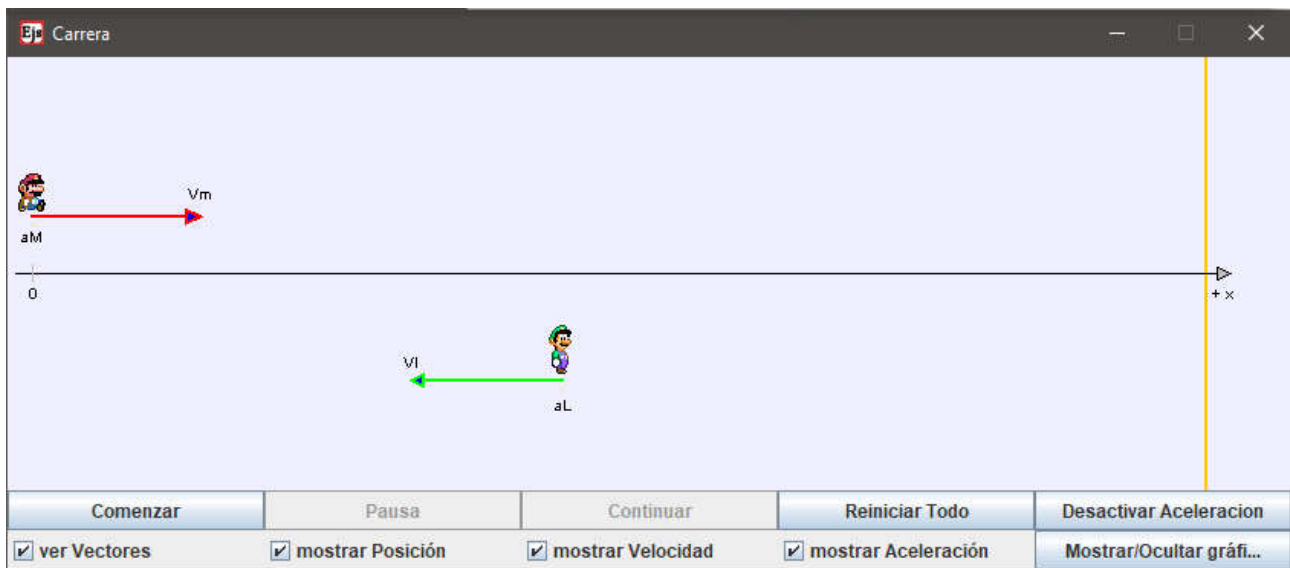 Ejs Carrera
Vm
aM
0
+ x
Vl
aL
Comenzar
Pausa
Continuar
Reiniciar Todo
Desactivar Aceleracion
ver Vectores
mostrar Posición
mostrar Velocidad
mostrar Aceleración
Mostrar/Ocultar gráfi...